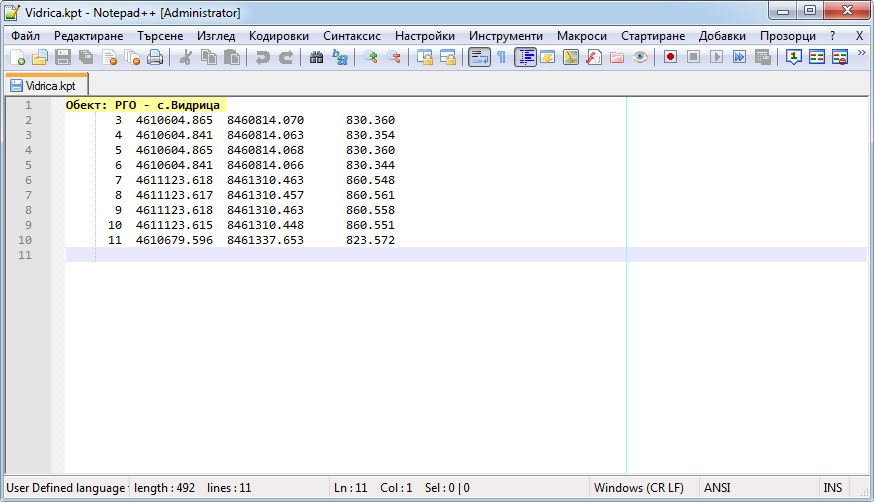 Vidrica.kpt - Notepad++ [Administrator]
Файл Редактиране Търсене Изглед Кодировки Синтаксис Настройки Инструменти Макроси Стартиране Добавки Прозорци ? X
Vidrica.kpt
1 Обект: РГО - с.Видрица
2 3 4610604.865 8460814.070 830.360
3 4 4610604.841 8460814.063 830.354
4 5 4610604.865 8460814.068 830.360
5 6 4610604.841 8460814.066 830.344
6 7 4611123.618 8461310.463 860.548
7 8 4611123.617 8461310.457 860.561
8 9 4611123.618 8461310.463 860.558
9 10 4611123.615 8461310.448 860.551
10 11 4610679.596 8461337.653 823.572
11
User Defined language length : 492 lines : 11 Ln : 11 Col : 1 Sel : 0 | 0 Windows (CR LF) ANSI INS